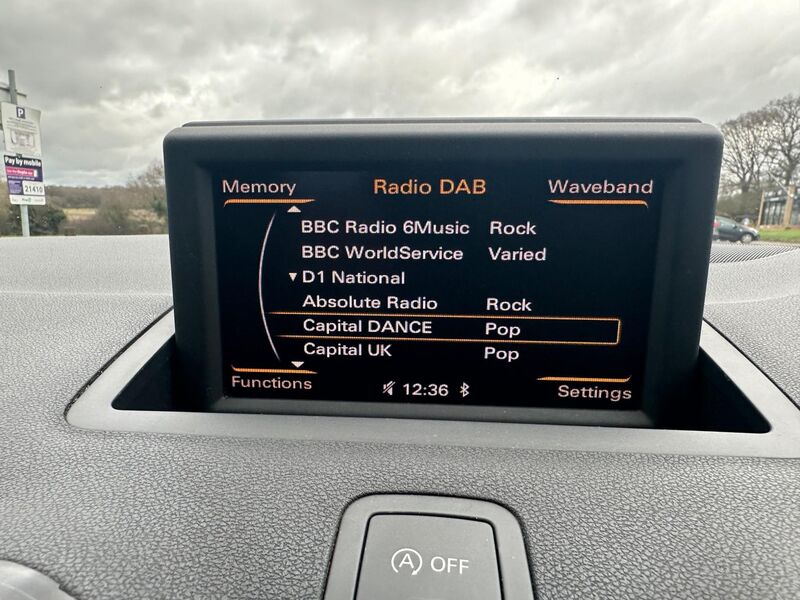 P
Pay by mobile
21410
Memory Radio DAB Waveband
BBC Radio 6Music Rock
BBC WorldService Varied
D1 National
Absolute Radio Rock
Capital DANCE Pop
Capital UK Pop
Functions 12:36 Settings
A OFF